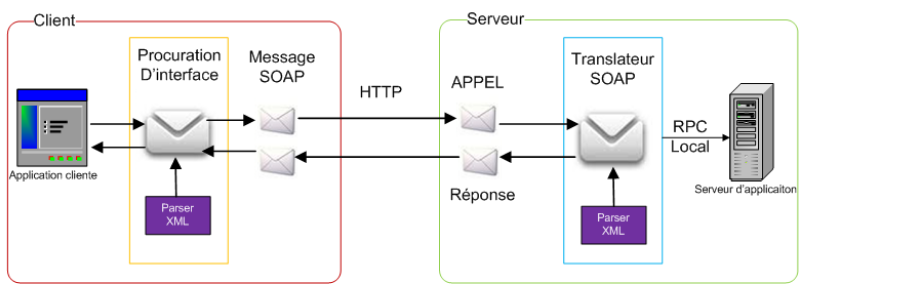 Client
Serveur
Procuration
D'interface
Message
SOAP
HTTP
APPEL
Translateur
SOAP
RPC
Local
Application cliente
Réponse
Serveur d'applicaiton
Parser
XML
Parser
XML